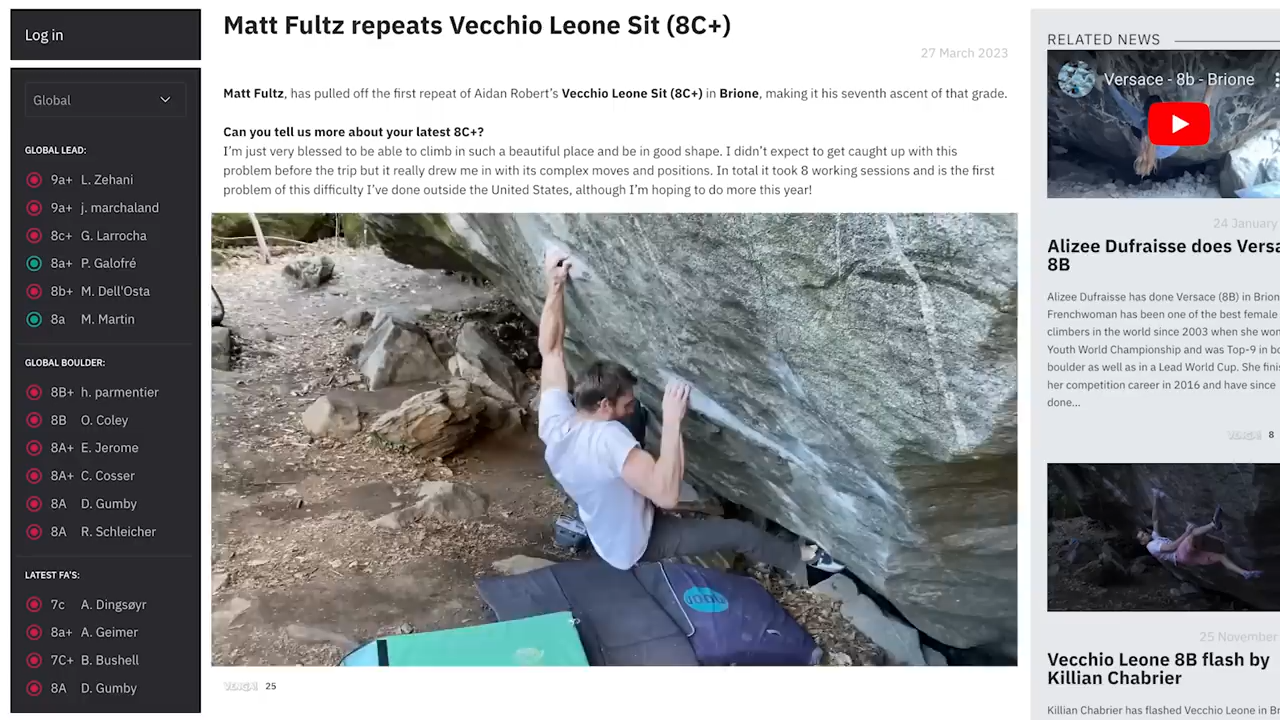 Log in
Global
GLOBAL LEAD:
9a+ L. Zehani
9a+ j. marchaland
8c+ G. Larrocha
8a+ P. Galofré
8b+ M. Dell'Osta
8a M. Martin
GLOBAL BOULDER:
8B+ h. parmentier
8B O. Coley
8A+ E. Jerome
8A+ C. Cosser
8A D. Gumby
8A R. Schleicher
LATEST FA'S:
7c A. Dingsøyr
8a+ A. Geimer
7C+ B. Bushell
8A D. Gumby
Matt Fultz repeats Vecchio Leone Sit (8C+)
27 March 2023
Matt Fultz, has pulled off the first repeat of Aidan Robert's Vecchio Leone Sit (8C+) in Brione, making it his seventh ascent of that grade.
Can you tell us more about your latest 8C+?
I'm just very blessed to be able to climb in such a beautiful place and be in good shape. I didn't expect to get caught up with this
problem before the trip but it really drew me in with its complex moves and positions. In total it took 8 working sessions and is the first
problem of this difficulty I've done outside the United States, although I'm hoping to do more this year!
VENGA! 25
RELATED NEWS
Versace - 8b - Brione
24 January
Alizee Dufraisse does Versa
8B
Alizee Dufraisse has done Versace (8B) in Brion
Frenchwoman has been one of the best female
climbers in the world since 2003 when she wo
Youth World Championship and was Top-9 in bo
boulder as well as in a Lead World Cup. She fini
her competition career in 2016 and have since
done...
VENGA! 8
25 November
Vecchio Leone 8B flash by
Killian Chabrier
Killian Chabrier has flashed Vecchio Leone in Br